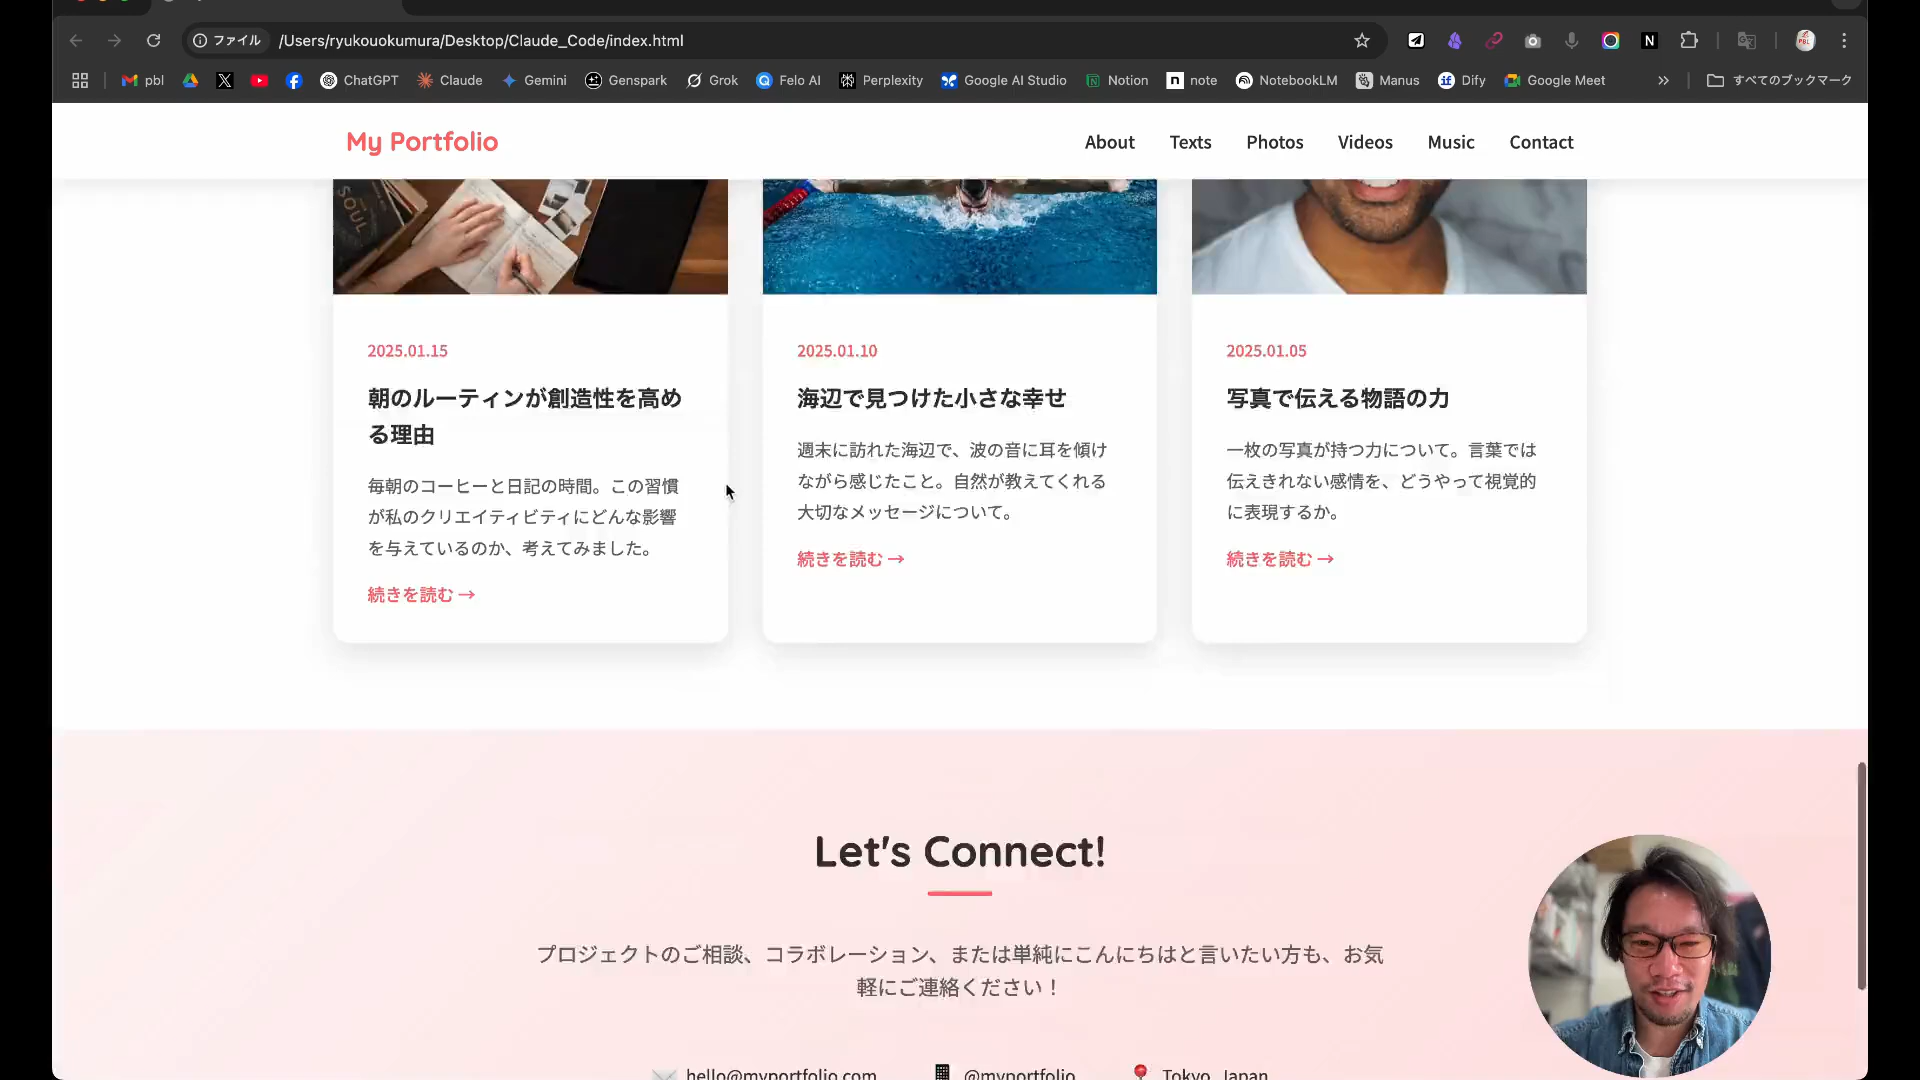 ファイル /Users/ryukouokumura/Desktop/Claude_Code/index.html
pbl ChatGPT Claude Gemini Genspark Grok Felo AI Perplexity Google AI Studio Notion note NotebookLM Manus Dify Google Meet » すべてのブックマーク
My Portfolio About Texts Photos Videos Music Contact
SOUL
2025.01.15
朝のルーティンが創造性を高め
る理由
毎朝のコーヒーと日記の時間。この習慣
が私のクリエイティビティにどんな影響
を与えているのか、考えてみました。
続きを読む →
2025.01.10
海辺で見つけた小さな幸せ
週末に訪れた海辺で、波の音に耳を傾け
ながら感じたこと。自然が教えてくれる
大切なメッセージについて。
続きを読む →
2025.01.05
写真で伝える物語の力
一枚の写真が持つ力について。言葉では
伝えきれない感情を、どうやって視覚的
に表現するか。
続きを読む →
Let's Connect!
プロジェクトのご相談、コラボレーション、または単純にこんにちはと言いたい方も、お気
軽にご連絡ください！
hello@myportfolio.com @myportfolio Tokyo, Japan